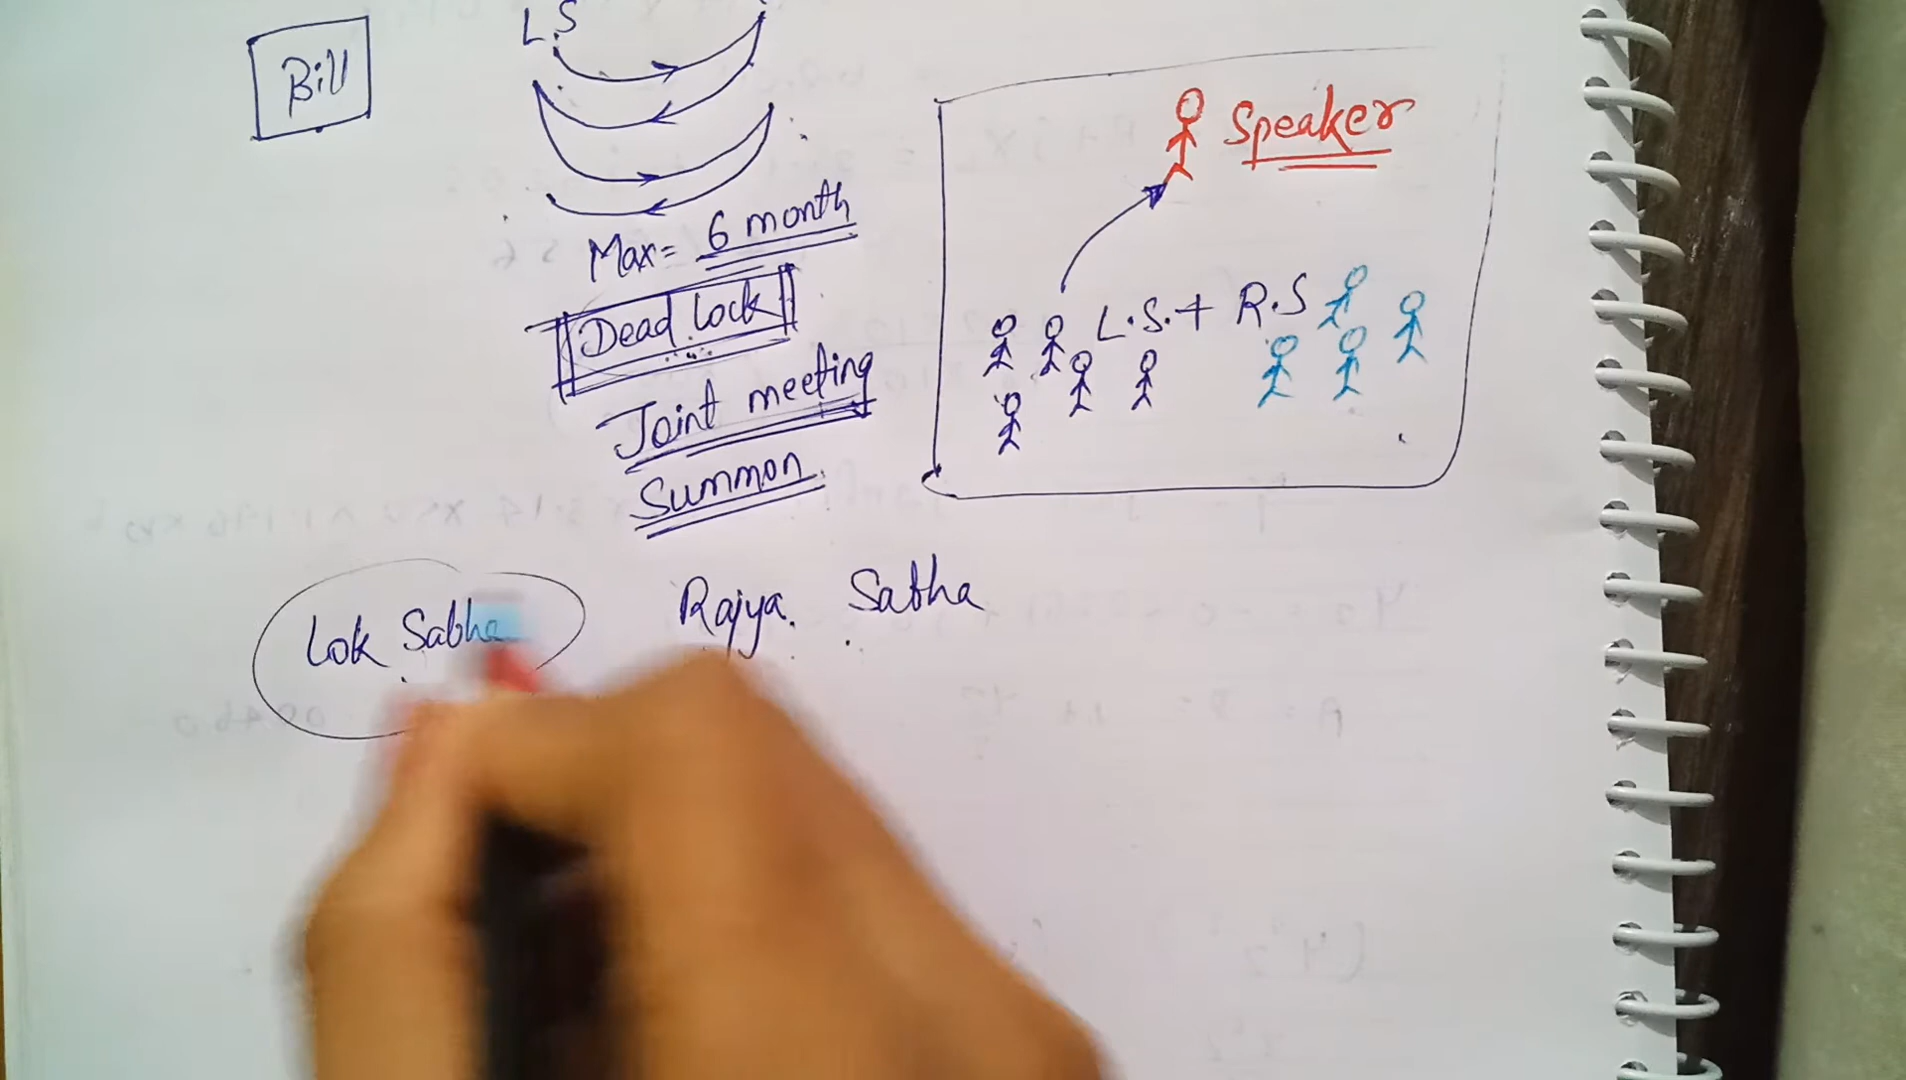 L.S
Bill
Speaker
Max= 6 month
L.S.+ R.S
Dead lock
Joint meeting
Summon
Lok Sabha
Rajya Sabha